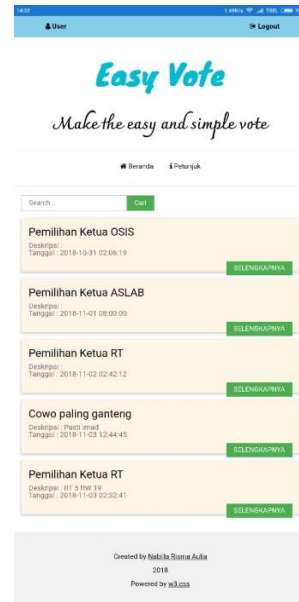 14:32
User Logout
Easy Vote
Make the easy and simple vote
Beranda Petunjuk
Search.. Cari
Pemilihan Ketua OSIS
Deskripsi :
Tanggal : 2018-10-31 02:06:19
SELENGKAPNYA
Pemilihan Ketua ASLAB
Deskripsi :
Tanggal : 2018-11-01 08:00:00
SELENGKAPNYA
Pemilihan Ketua RT
Deskripsi :
Tanggal : 2018-11-02 02:42:12
SELENGKAPNYA
Cowo paling ganteng
Deskripsi : Pasti imad
Tanggal : 2018-11-03 12:44:45
SELENGKAPNYA
Pemilihan Ketua RT
Deskripsi : RT 5 RW 19
Tanggal : 2018-11-03 02:32:41
SELENGKAPNYA
Created by Nabilla Risma Aulia
2018
Powered by w3.css